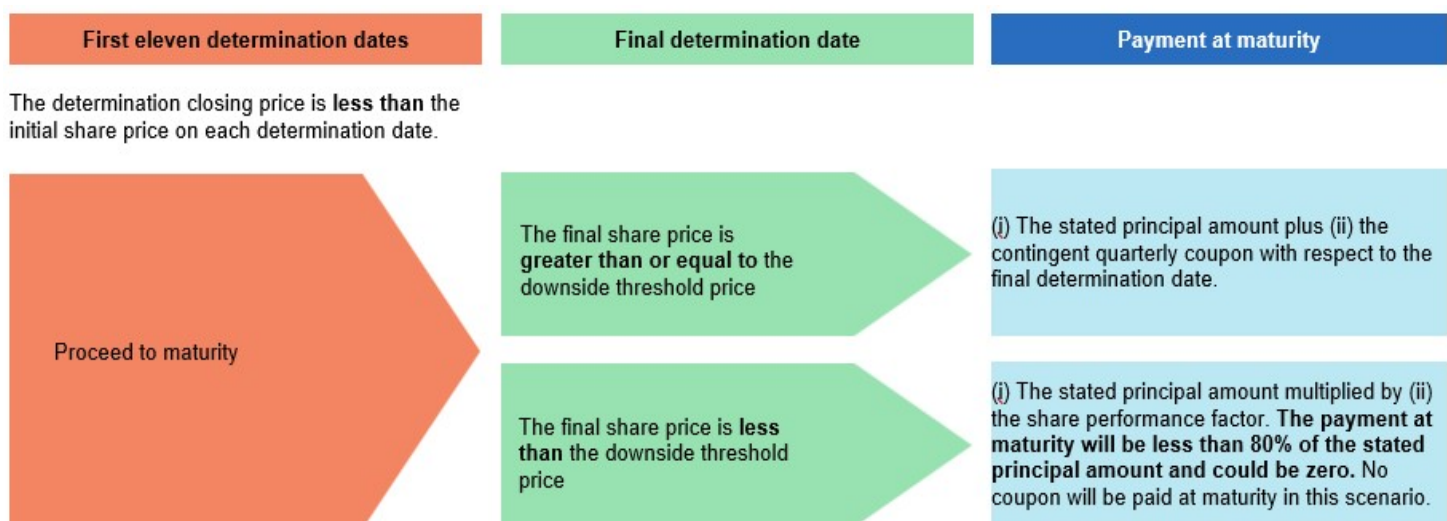 First eleven determination dates
Final determination date
Payment at maturity
The determination closing price is less than the
initial share price on each determination date.
Proceed to maturity
The final share price is
greater than or equal to the
downside threshold price
(i) The stated principal amount plus (ii) the
contingent quarterly coupon with respect to the
final determination date.
The final share price is less
than the downside threshold
price
(i) The stated principal amount multiplied by (ii)
the share performance factor. The payment at
maturity will be less than 80% of the stated
principal amount and could be zero. No
coupon will be paid at maturity in this scenario.